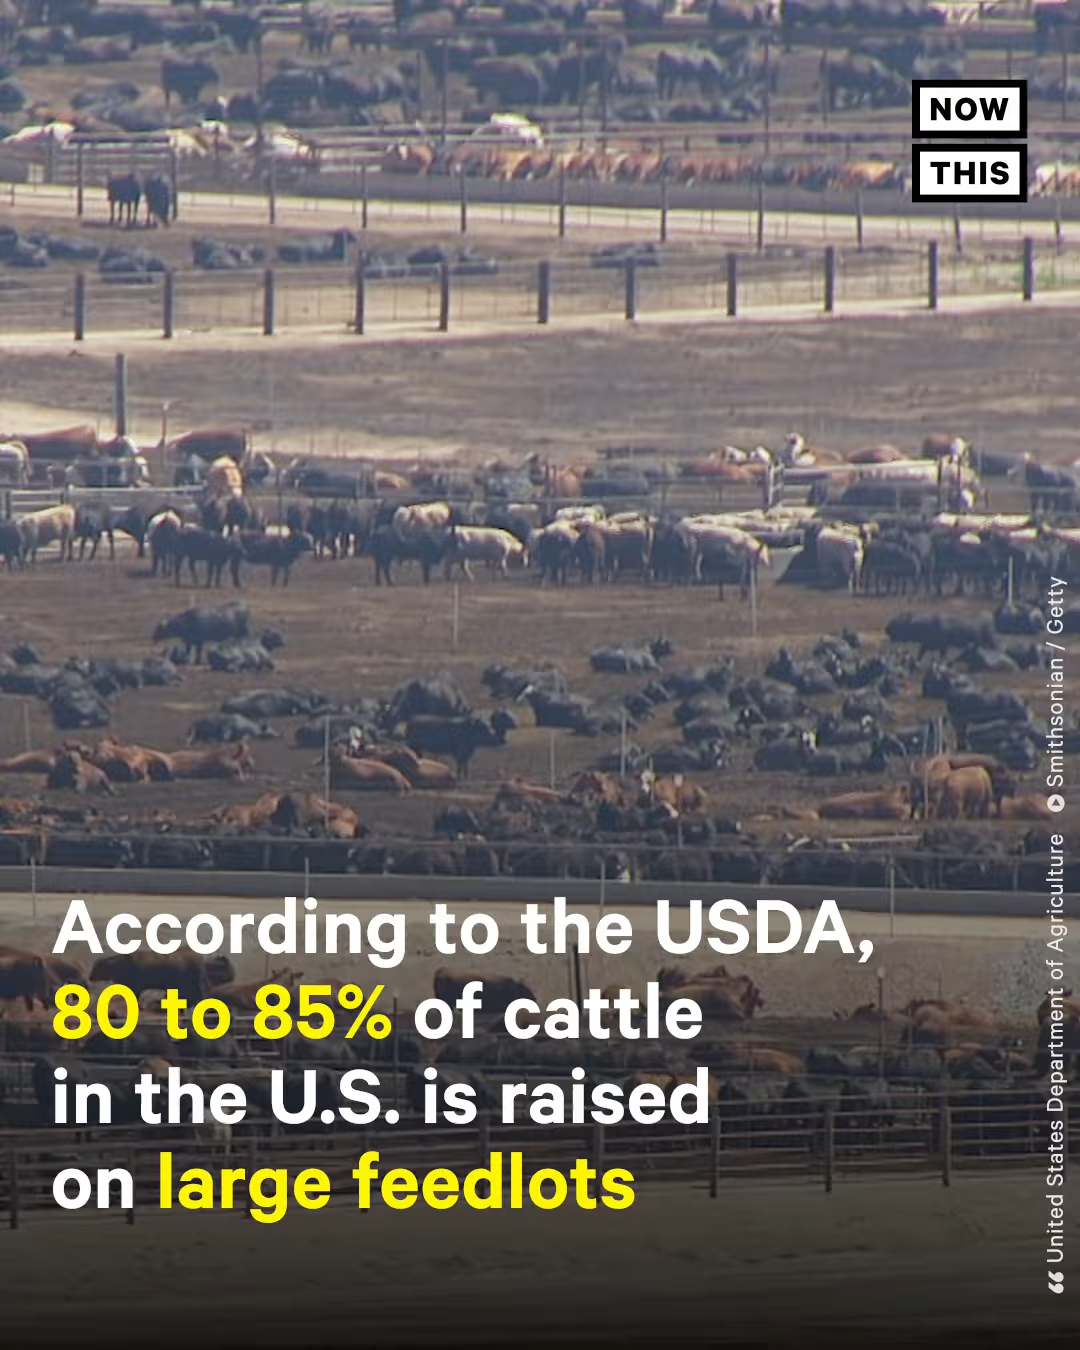 NOW
THIS
According to the USDA,
80 to 85% of cattle
in the U.S. is raised
on large feedlots
United States Department of Agriculture
Smithsonian / Getty